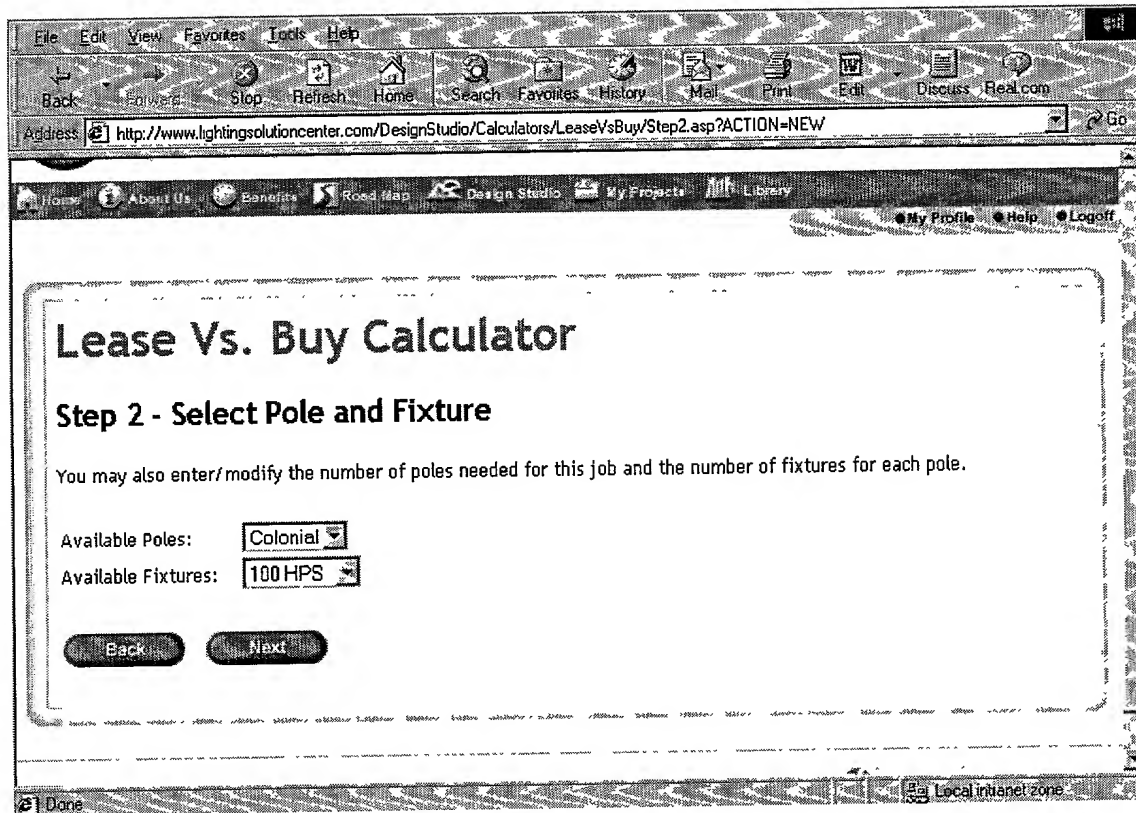 File Edit View Favorites Tools Help
Back Forward Stop Refresh Home Search Favorites History Mail Print Edit Discuss Real.com
Address http://www.lightingsolutioncenter.com/DesignStudio/Calculators/LeaseVsBuy/Step2.asp?ACTION=NEW Go
Home About Us Benefits Road Map Design Studio My Projects Library
My Profile Help Logoff
Lease Vs. Buy Calculator
Step 2 - Select Pole and Fixture
You may also enter/modify the number of poles needed for this job and the number of fixtures for each pole.
Available Poles: Colonial
Available Fixtures: 100 HPS
Back Next
Done Local intranet zone